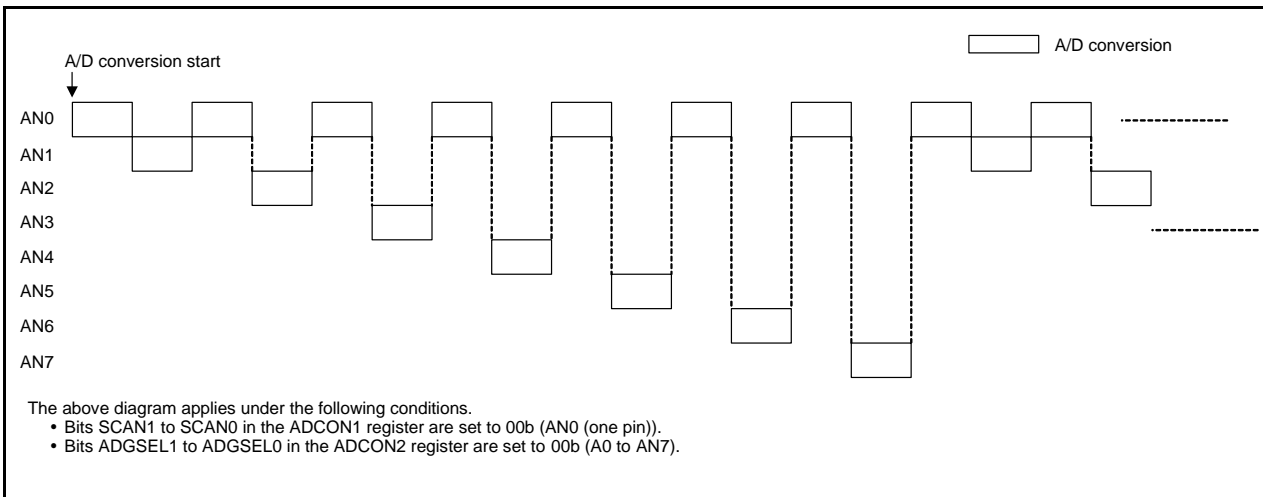 A/D conversion
A/D conversion start
AN0
AN1
AN2
AN3
AN4
AN5
AN6
AN7
The above diagram applies under the following conditions.
• Bits SCAN1 to SCAN0 in the ADCON1 register are set to 00b (AN0 (one pin)).
• Bits ADGSEL1 to ADGSEL0 in the ADCON2 register are set to 00b (A0 to AN7).